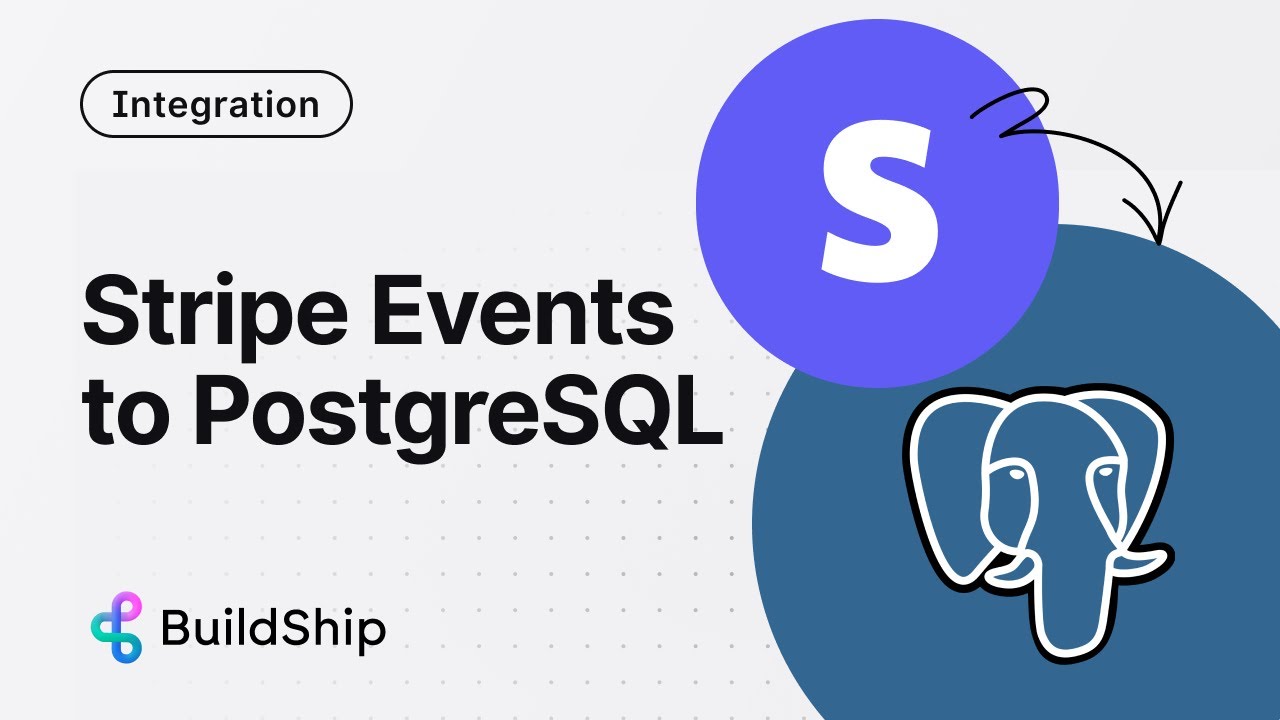 Integration
S
Stripe Events
to PostgreSQL
BuildShip